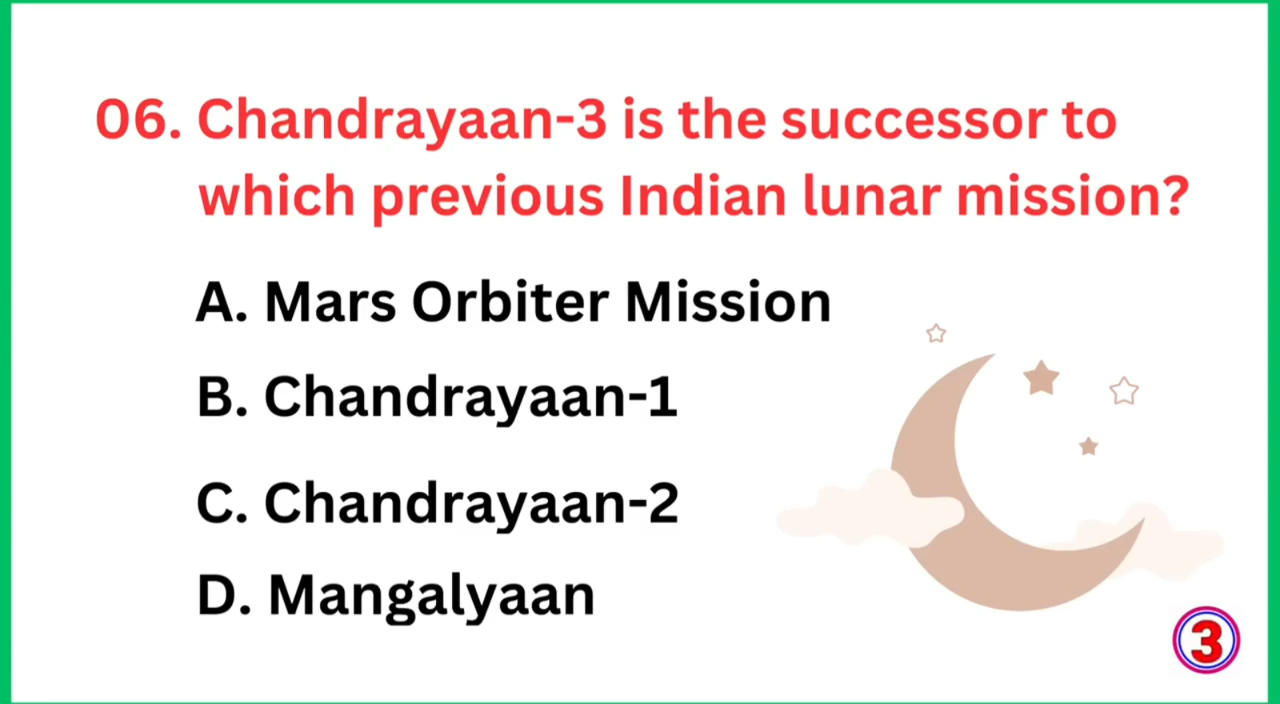 06. Chandrayaan-3 is the successor to
which previous Indian lunar mission?
A. Mars Orbiter Mission
B. Chandrayaan-1
C. Chandrayaan-2
D. Mangalyaan
3